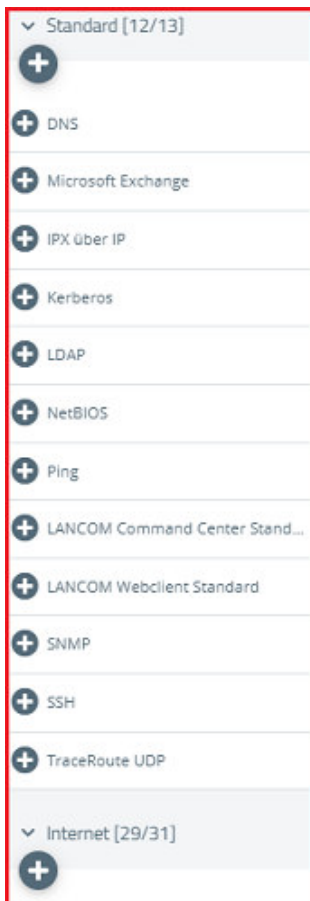 Standard [12/13]
DNS
Microsoft Exchange
IPX über IP
Kerberos
LDAP
NetBIOS
Ping
LANCOM Command Center Stand...
LANCOM Webclient Standard
SNMP
SSH
TraceRoute UDP
Internet [29/31]